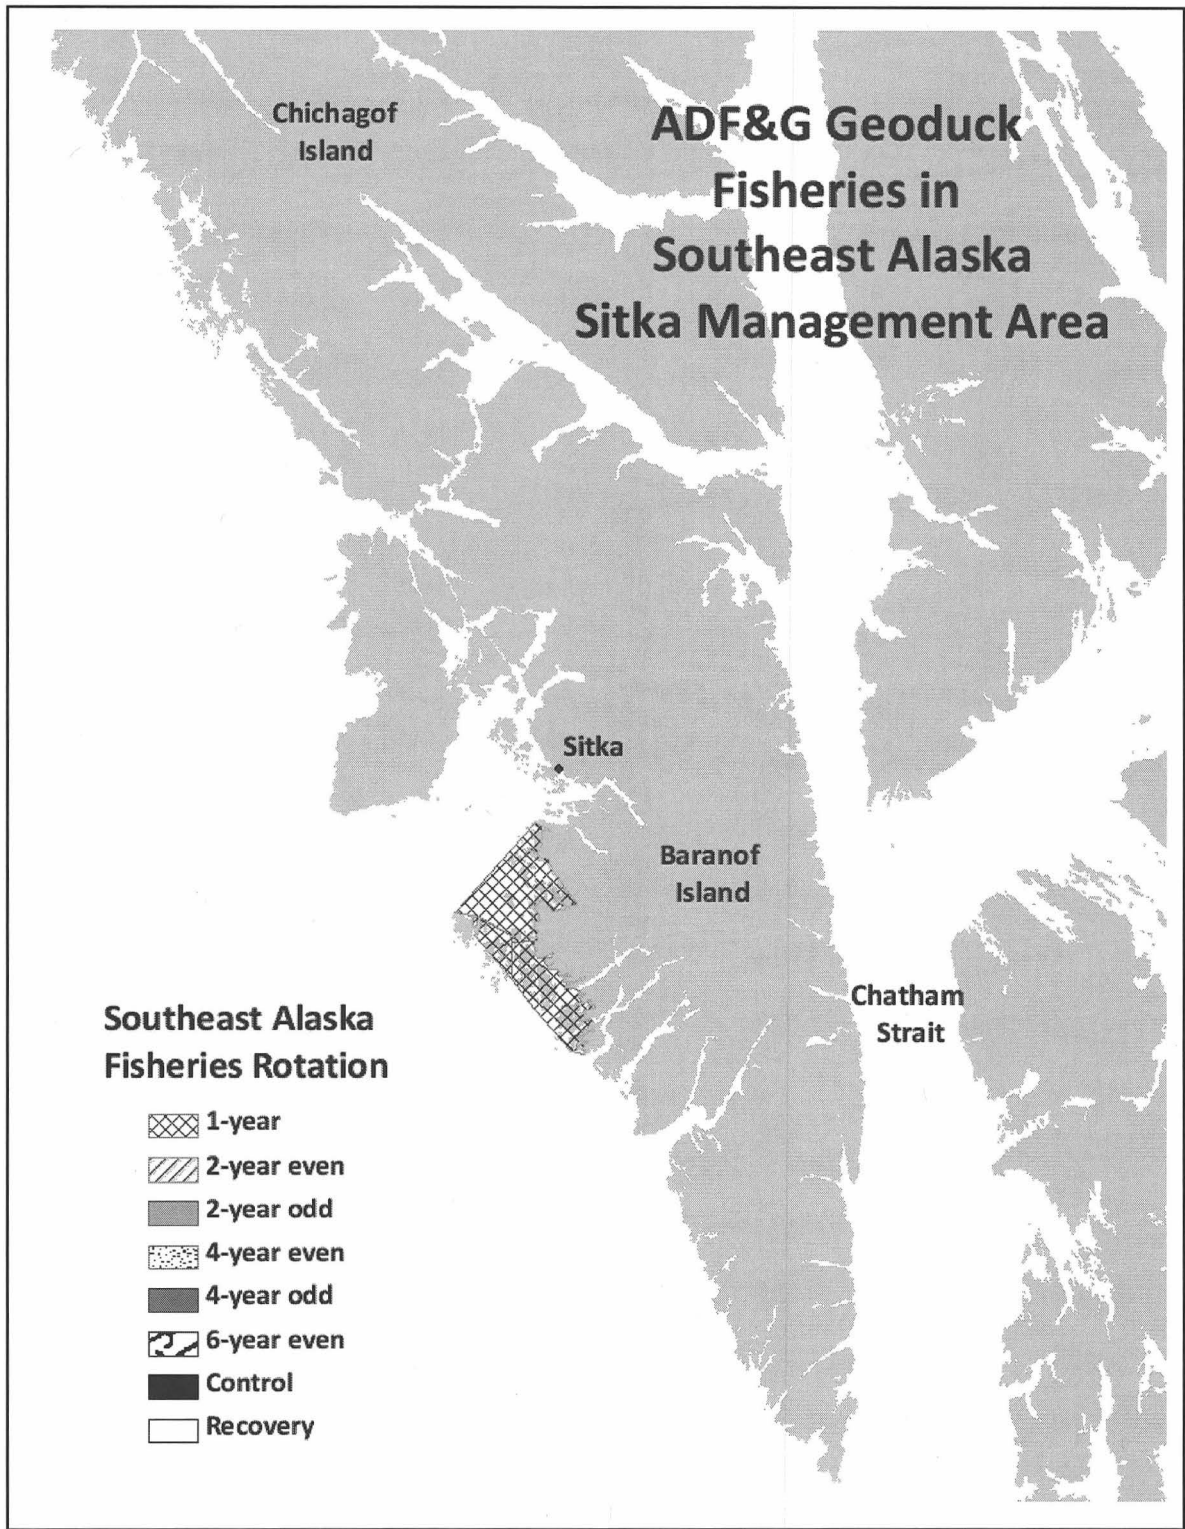 Chichagof
Island
ADF&G Geoduck
Fisheries in
Southeast Alaska
Sitka Management Area
Sitka
Baranof
Island
Chatham
Strait
Southeast Alaska
Fisheries Rotation
1-year
2-year even
2-year odd
4-year even
4-year odd
6-year even
Control
Recovery